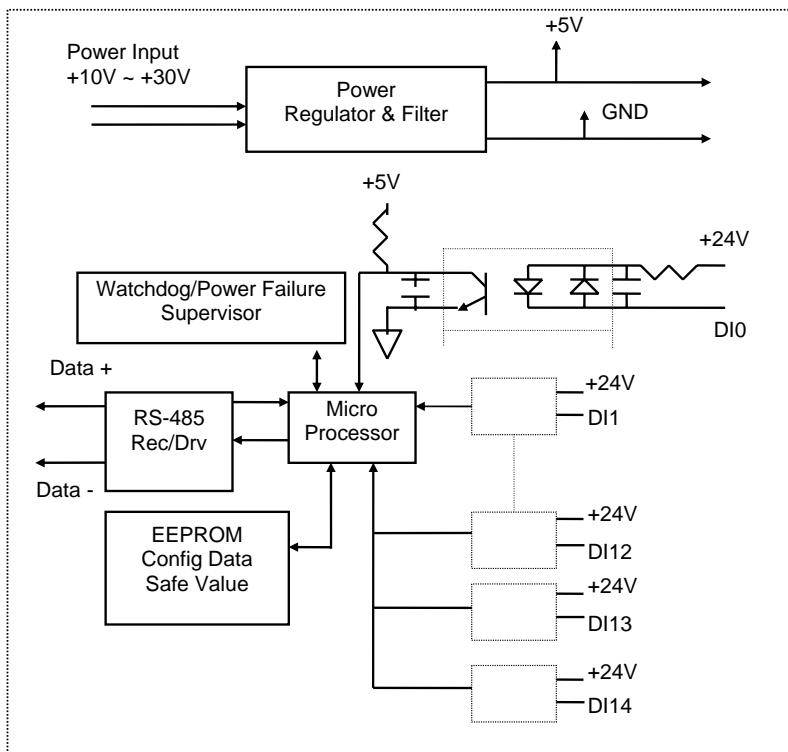 +5V
Power Input
+10V ~ +30V
Power
Regulator & Filter
GND
+5V
+24V
Watchdog/Power Failure
Supervisor
DI0
Data +
+24V
RS-485
Rec/Drv
Micro
Processor
DI1
Data -
+24V
EEPROM
Config Data
Safe Value
DI12
+24V
DI13
+24V
DI14